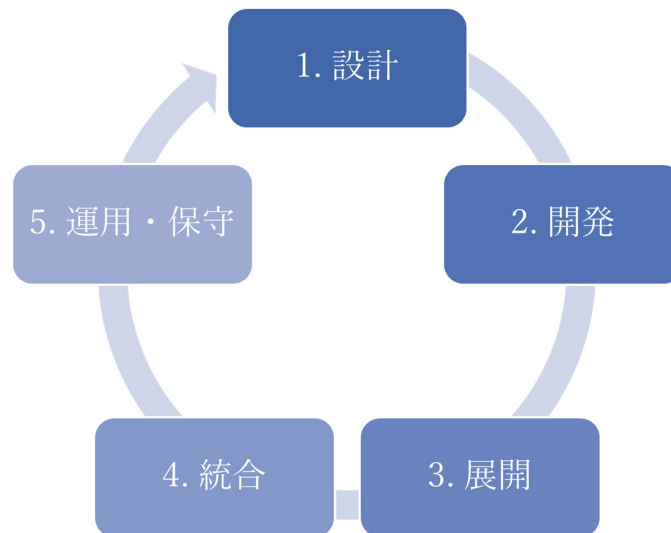 1. 設計
2. 開発
3. 展開
4. 統合
5. 運用・保守